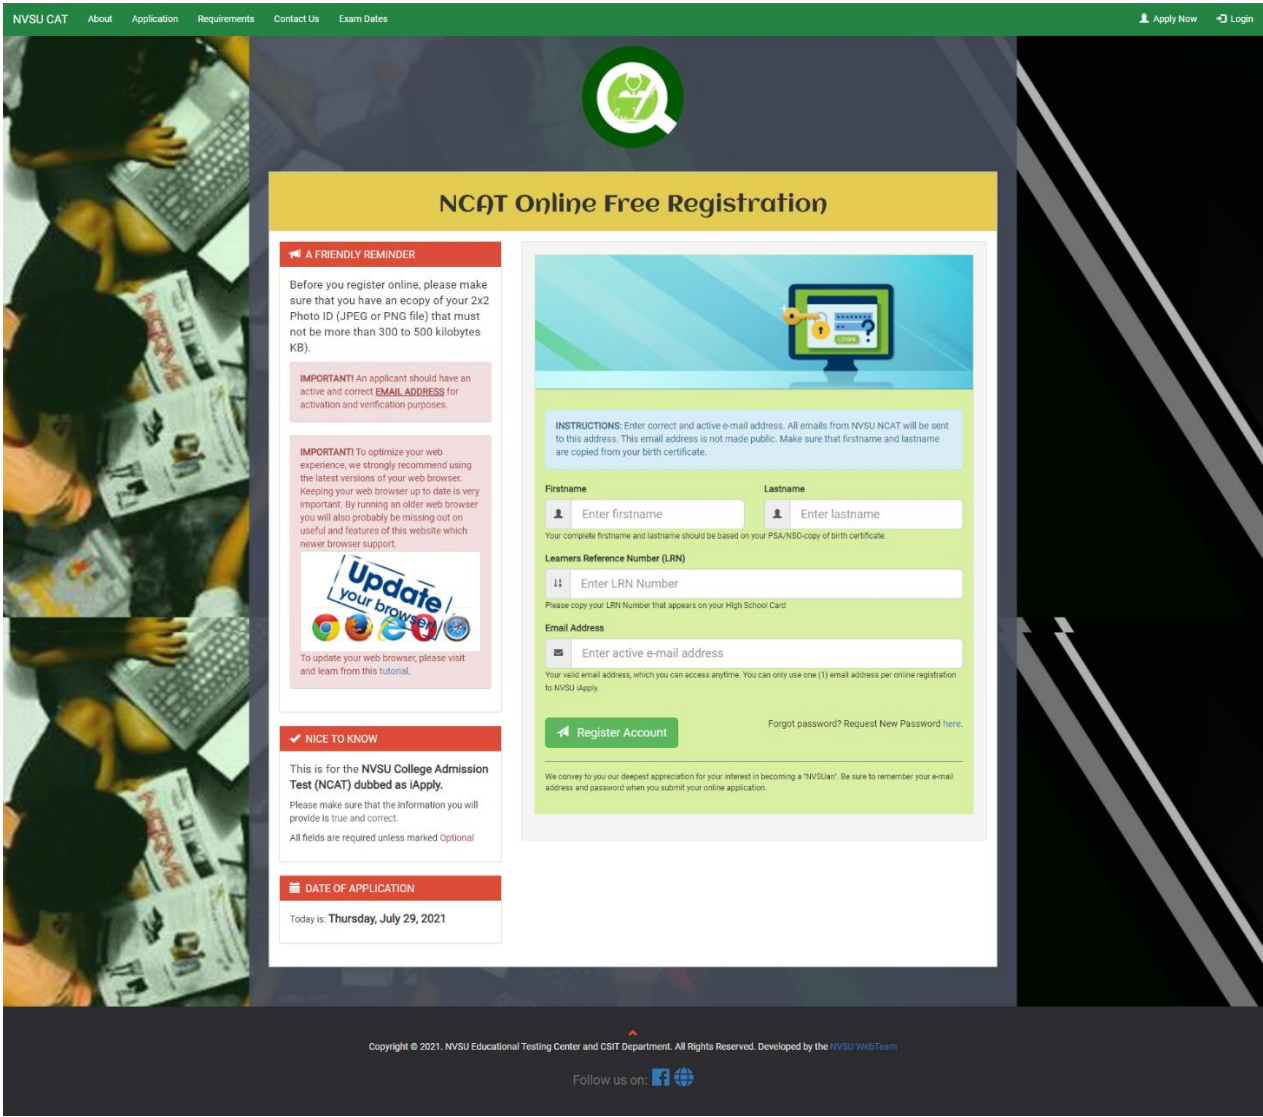 NVSU CAT About Application Requirements Contact Us Exam Dates Apply Now Login
NCAT Online Free Registration
A FRIENDLY REMINDER
Before you register online, please make
sure that you have an ecopy of your 2x2
Photo ID (JPEG or PNG file) that must
not be more than 300 to 500 kilobytes
KB).
IMPORTANT! An applicant should have an
active and correct EMAIL ADDRESS for
activation and verification purposes.
IMPORTANT! To optimize your web
experience, we strongly recommend using
the latest versions of your web browser.
Keeping your web browser up to date is very
important. By running an older web browser
you will also probably be missing out on
useful and features of this website which
newer browser support.
Update
your browser!
To update your web browser, please visit
and learn from this tutorial.
NICE TO KNOW
This is for the NVSU College Admission
Test (NCAT) dubbed as iApply.
Please make sure that the information you will
provide is true and correct.
All fields are required unless marked Optional
DATE OF APPLICATION
Today is: Thursday, July 29, 2021
LOGIN
INSTRUCTIONS: Enter correct and active e-mail address. All emails from NVSU NCAT will be sent
to this address. This email address is not made public. Make sure that firstname and lastname
are copied from your birth certificate.
Firstname Lastname
Enter firstname Enter lastname
Your complete firstname and lastname should be based on your PSA/NSO-copy of birth certificate.
Learners Reference Number (LRN)
Enter LRN Number
Please copy your LRN Number that appears on your High School Card
Email Address
Enter active e-mail address
Your valid email address, which you can access anytime. You can only use one (1) email address per online registration
to NVSU iApply.
Register Account Forgot password? Request New Password here.
We convey to you our deepest appreciation for your interest in becoming a "NVSUan". Be sure to remember your e-mail
address and password when you submit your online application.
Copyright © 2021. NVSU Educational Testing Center and CSIT Department. All Rights Reserved. Developed by the NVSU WebTeam
Follow us on: